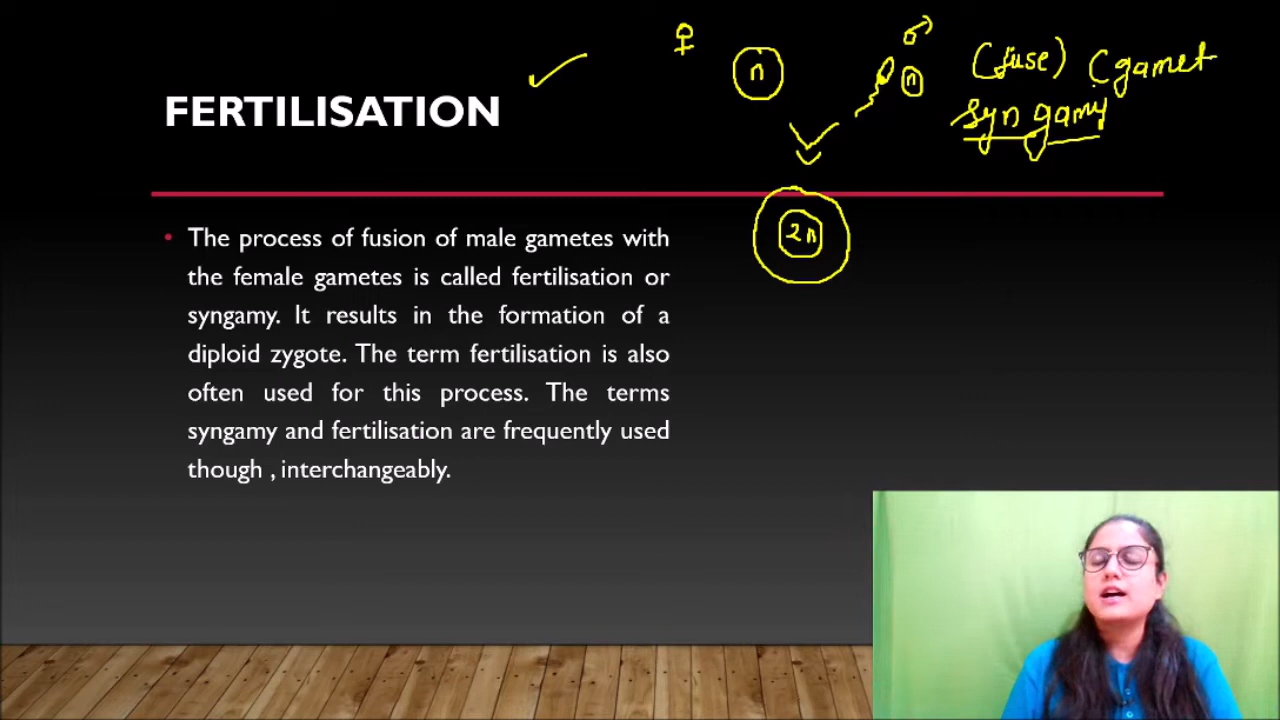 ♀ n ♂ n (fuse) (gamet
syn gamy
FERTILISATION
2n
• The process of fusion of male gametes with
the female gametes is called fertilisation or
syngamy. It results in the formation of a
diploid zygote. The term fertilisation is also
often used for this process. The terms
syngamy and fertilisation are frequently used
though , interchangeably.